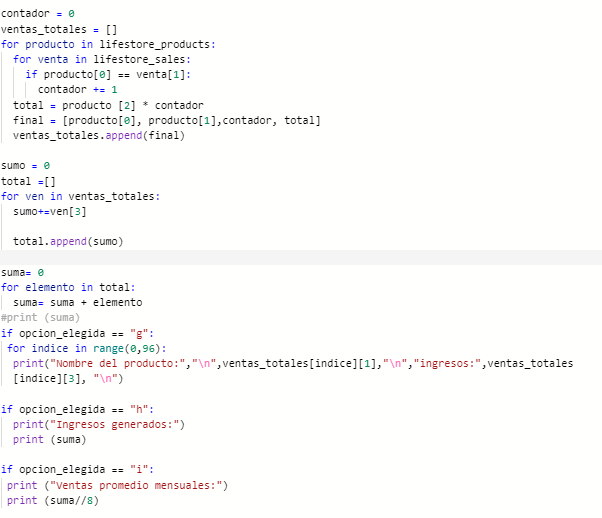 contador = 0
ventas_totales = []
for producto in lifestore_products:
  for venta in lifestore_sales:
    if producto[0] == venta[1]:
      contador += 1
  total = producto [2] * contador
  final = [producto[0], producto[1],contador, total]
  ventas_totales.append(final)

sumo = 0
total =[]
for ven in ventas_totales:
  sumo+=ven[3]

  total.append(sumo)

suma= 0
for elemento in total:
  suma= suma + elemento
#print (suma)
if opcion_elegida == "g":
 for indice in range(0,96):
  print("Nombre del producto:","\n",ventas_totales[indice][1],"\n","ingresos:",ventas_totales
  [indice][3], "\n")

if opcion_elegida == "h":
  print("Ingresos generados:")
  print (suma)

if opcion_elegida == "i":
 print ("Ventas promedio mensuales:")
 print (suma//8)